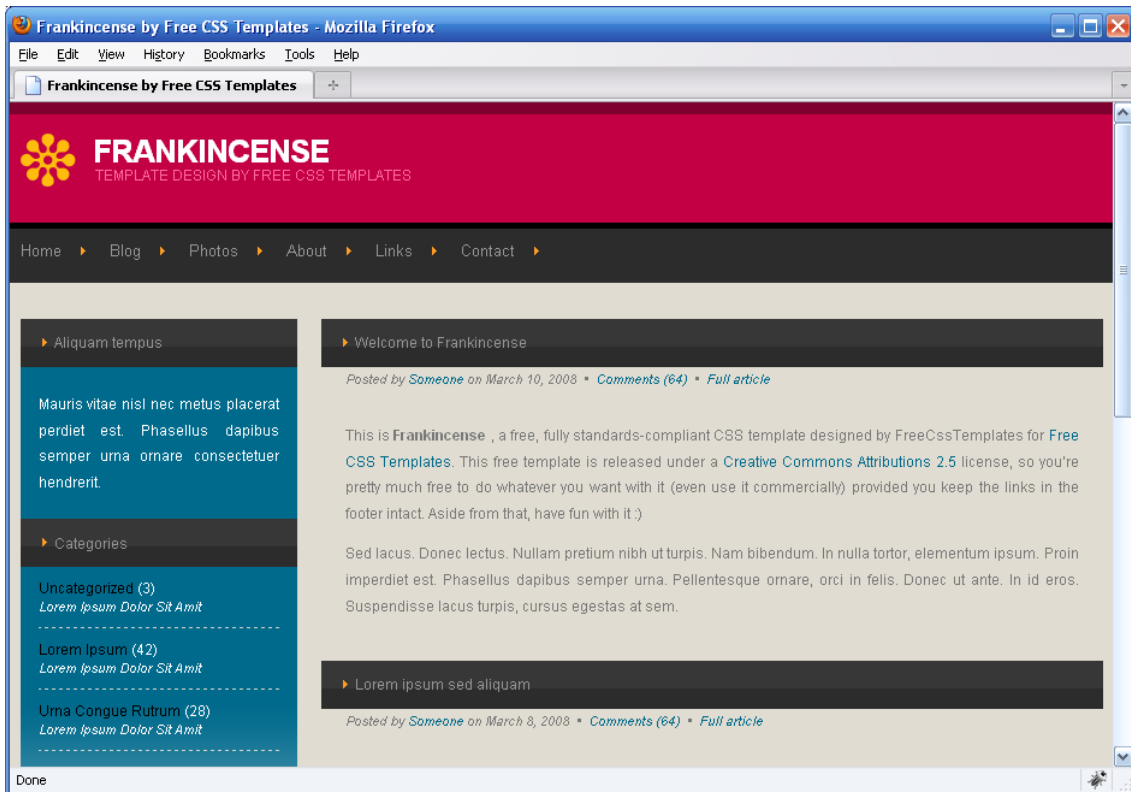 Frankincense by Free CSS Templates - Mozilla Firefox
File Edit View History Bookmarks Tools Help
Frankincense by Free CSS Templates
FRANKINCENSE
TEMPLATE DESIGN BY FREE CSS TEMPLATES
Home Blog Photos About Links Contact
Aliquam tempus
Mauris vitae nisl nec metus placerat
perdiet est. Phasellus dapibus
semper urna ornare consectetuer
hendrerit.
Categories
Uncategorized (3)
Lorem Ipsum Dolor Sit Amit
Lorem Ipsum (42)
Lorem Ipsum Dolor Sit Amit
Urna Congue Rutrum (28)
Lorem Ipsum Dolor Sit Amit
Welcome to Frankincense
Posted by Someone on March 10, 2008 • Comments (64) • Full article
This is Frankincense , a free, fully standards-compliant CSS template designed by FreeCssTemplates for Free
CSS Templates. This free template is released under a Creative Commons Attributions 2.5 license, so you're
pretty much free to do whatever you want with it (even use it commercially) provided you keep the links in the
footer intact. Aside from that, have fun with it :)
Sed lacus. Donec lectus. Nullam pretium nibh ut turpis. Nam bibendum. In nulla tortor, elementum ipsum. Proin
imperdiet est. Phasellus dapibus semper urna. Pellentesque ornare, orci in felis. Donec ut ante. In id eros.
Suspendisse lacus turpis, cursus egestas at sem.
Lorem ipsum sed aliquam
Posted by Someone on March 8, 2008 • Comments (64) • Full article
Done